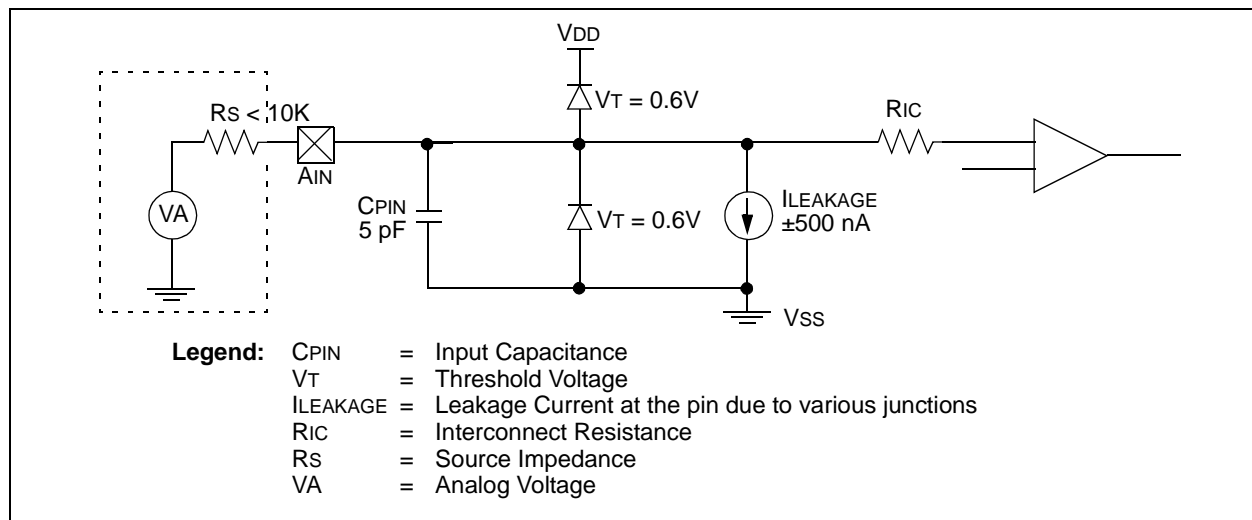 VDD
VT = 0.6V
RS < 10K
RIC
AIN
VA
CPIN
5 pF
VT = 0.6V
ILEAKAGE
±500 nA
VSS
Legend: CPIN = Input Capacitance
VT = Threshold Voltage
ILEAKAGE = Leakage Current at the pin due to various junctions
RIC = Interconnect Resistance
RS = Source Impedance
VA = Analog Voltage